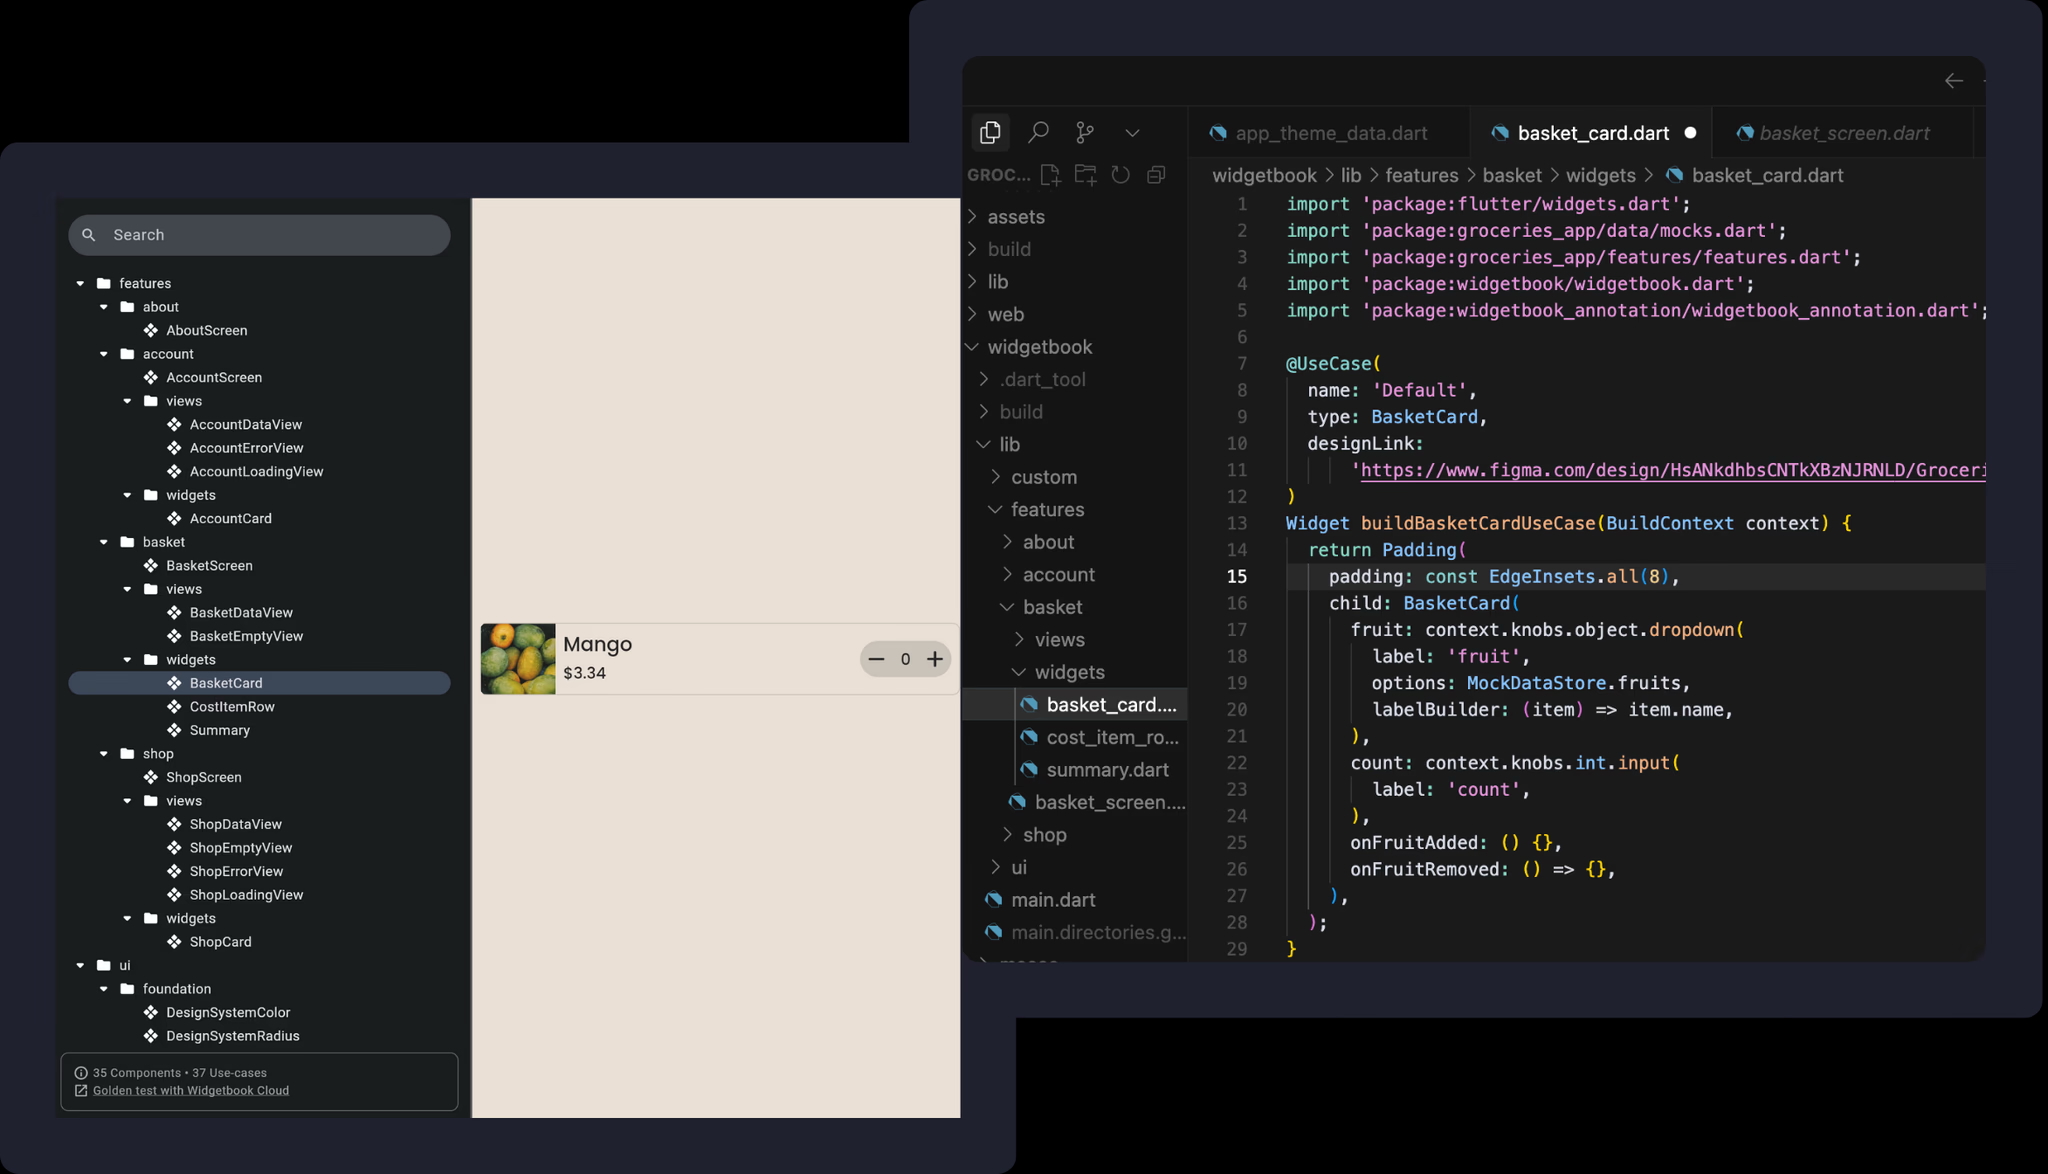 Search
features
about
AboutScreen
account
AccountScreen
views
AccountDataView
AccountErrorView
AccountLoadingView
widgets
AccountCard
basket
BasketScreen
views
BasketDataView
BasketEmptyView
widgets
BasketCard
CostItemRow
Summary
shop
ShopScreen
views
ShopDataView
ShopEmptyView
ShopErrorView
ShopLoadingView
widgets
ShopCard
ui
foundation
DesignSystemColor
DesignSystemRadius
35 Components • 37 Use-cases
Golden test with Widgetbook Cloud
Mango
$3.34
0
GROC...
assets
build
lib
web
widgetbook
.dart_tool
build
lib
custom
features
about
account
basket
views
widgets
basket_card....
cost_item_ro...
summary.dart
basket_screen....
shop
ui
main.dart
main.directories.g...
app_theme_data.dart
basket_card.dart
basket_screen.dart
widgetbook > lib > features > basket > widgets > basket_card.dart
1 import 'package:flutter/widgets.dart';
2 import 'package:groceries_app/data/mocks.dart';
3 import 'package:groceries_app/features/features.dart';
4 import 'package:widgetbook/widgetbook.dart';
5 import 'package:widgetbook_annotation/widgetbook_annotation.dart';
6
7 @UseCase(
8 name: 'Default',
9 type: BasketCard,
10 designLink:
11 'https://www.figma.com/design/HsANkdhbsCNTkXBzNJRNLD/Groceri
12 )
13 Widget buildBasketCardUseCase(BuildContext context) {
14 return Padding(
15 padding: const EdgeInsets.all(8),
16 child: BasketCard(
17 fruit: context.knobs.object.dropdown(
18 label: 'fruit',
19 options: MockDataStore.fruits,
20 labelBuilder: (item) => item.name,
21 ),
22 count: context.knobs.int.input(
23 label: 'count',
24 ),
25 onFruitAdded: () {},
26 onFruitRemoved: () => {},
27 ),
28 );
29 }